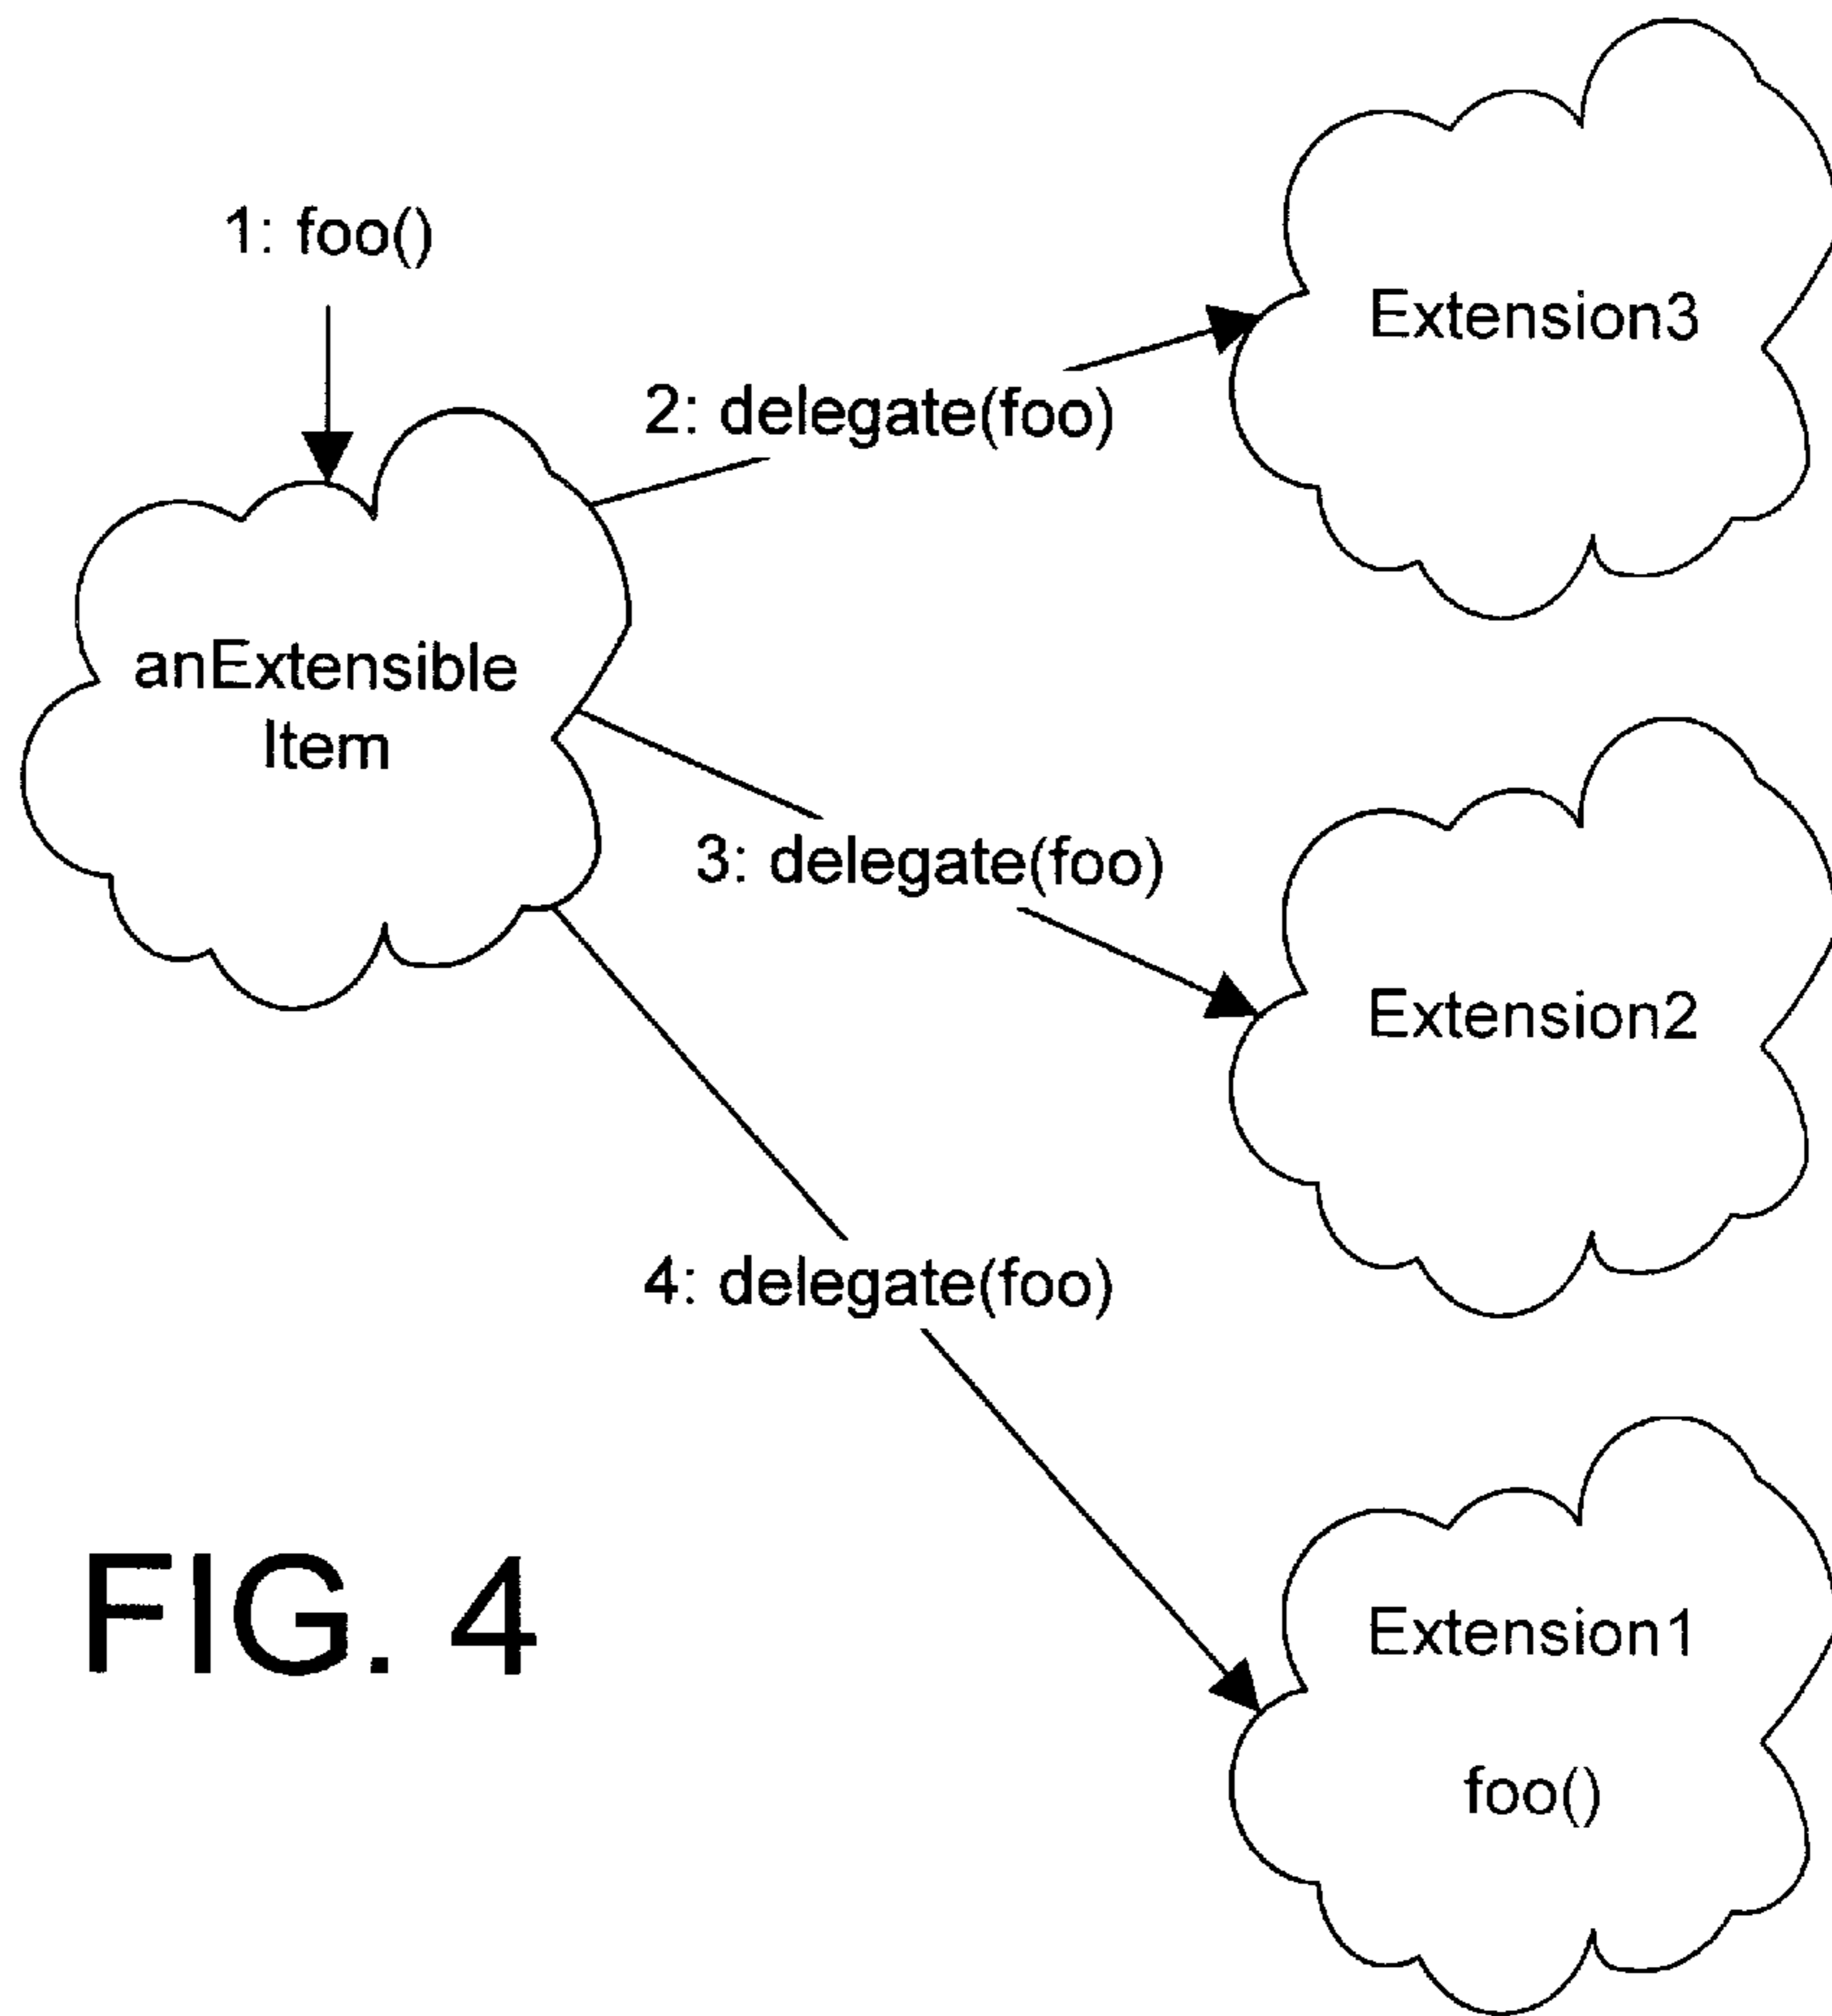 1: foo()
Extension3
2: delegate(foo)
anExtensible
Item
3: delegate(foo)
Extension2
4: delegate(foo)
Extension1
foo()
FIG. 4